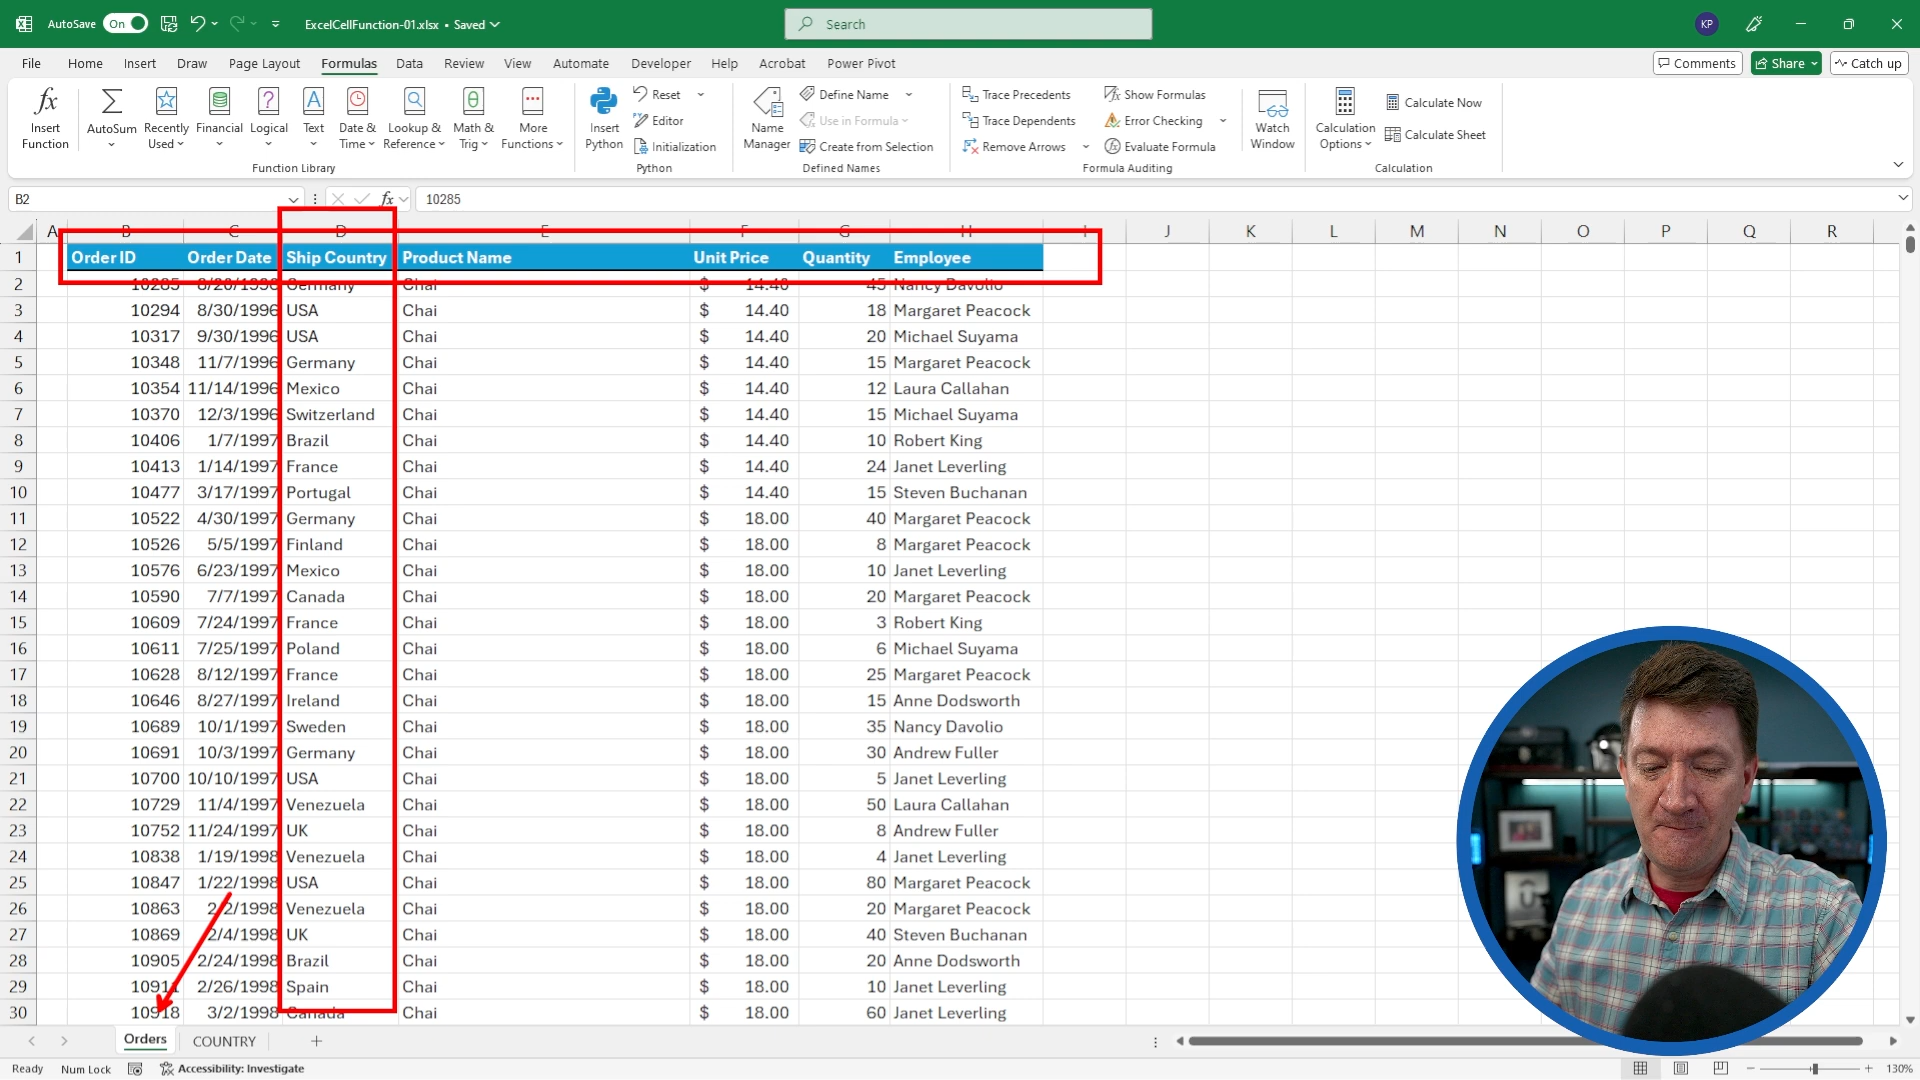 AutoSave On ExcelCellFunction-01.xlsx • Saved Search KP
File Home Insert Draw Page Layout Formulas Data Review View Automate Developer Help Acrobat Power Pivot Comments Share Catch up
Insert Function AutoSum Recently Used Financial Logical Text Date & Time Lookup & Reference Math & Trig More Functions
Function Library
Insert Python Reset Editor Initialization
Python
Name Manager Define Name Use in Formula Create from Selection
Defined Names
Trace Precedents Trace Dependents Remove Arrows Show Formulas Error Checking Evaluate Formula
Formula Auditing
Watch Window
Calculation Options Calculate Now Calculate Sheet
Calculation
B2 fx 10285
A B C D E F G H I J K L M N O P Q R
1 Order ID Order Date Ship Country Product Name Unit Price Quantity Employee
2 10285 8/20/1996 Germany Chai $ 14.40 45 Nancy Davolio
3 10294 8/30/1996 USA Chai $ 14.40 18 Margaret Peacock
4 10317 9/30/1996 USA Chai $ 14.40 20 Michael Suyama
5 10348 11/7/1996 Germany Chai $ 14.40 15 Margaret Peacock
6 10354 11/14/1996 Mexico Chai $ 14.40 12 Laura Callahan
7 10370 12/3/1996 Switzerland Chai $ 14.40 15 Michael Suyama
8 10406 1/7/1997 Brazil Chai $ 14.40 10 Robert King
9 10413 1/14/1997 France Chai $ 14.40 24 Janet Leverling
10 10477 3/17/1997 Portugal Chai $ 14.40 15 Steven Buchanan
11 10522 4/30/1997 Germany Chai $ 18.00 40 Margaret Peacock
12 10526 5/5/1997 Finland Chai $ 18.00 8 Margaret Peacock
13 10576 6/23/1997 Mexico Chai $ 18.00 10 Janet Leverling
14 10590 7/7/1997 Canada Chai $ 18.00 20 Margaret Peacock
15 10609 7/24/1997 France Chai $ 18.00 3 Robert King
16 10611 7/25/1997 Poland Chai $ 18.00 6 Michael Suyama
17 10628 8/12/1997 France Chai $ 18.00 25 Margaret Peacock
18 10646 8/27/1997 Ireland Chai $ 18.00 15 Anne Dodsworth
19 10689 10/1/1997 Sweden Chai $ 18.00 35 Nancy Davolio
20 10691 10/3/1997 Germany Chai $ 18.00 30 Andrew Fuller
21 10700 10/10/1997 USA Chai $ 18.00 5 Janet Leverling
22 10729 11/4/1997 Venezuela Chai $ 18.00 50 Laura Callahan
23 10752 11/24/1997 UK Chai $ 18.00 8 Andrew Fuller
24 10838 1/19/1998 Venezuela Chai $ 18.00 4 Janet Leverling
25 10847 1/22/1998 USA Chai $ 18.00 80 Margaret Peacock
26 10863 2/2/1998 Venezuela Chai $ 18.00 20 Margaret Peacock
27 10869 2/4/1998 UK Chai $ 18.00 40 Steven Buchanan
28 10905 2/24/1998 Brazil Chai $ 18.00 20 Anne Dodsworth
29 10911 2/26/1998 Spain Chai $ 18.00 10 Janet Leverling
30 10918 3/2/1998 Canada Chai $ 18.00 60 Janet Leverling
Orders COUNTRY
Ready Num Lock Accessibility: Investigate 130%